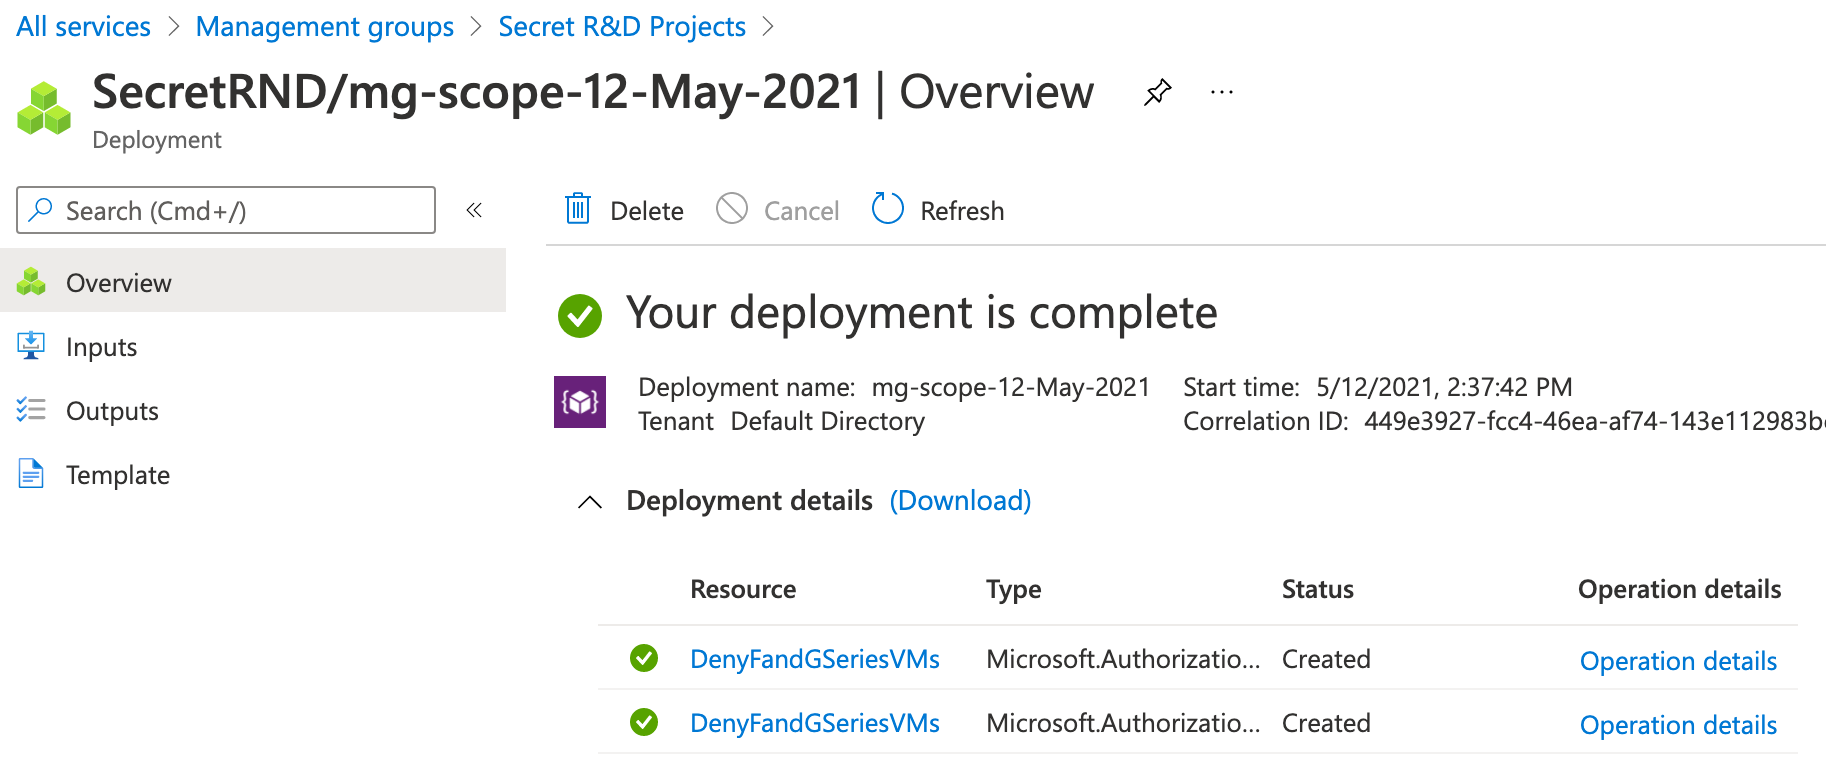 All services > Management groups > Secret R&D Projects >
SecretRND/mg-scope-12-May-2021 | Overview ...
Deployment
Search (Cmd+/) «
Delete Cancel Refresh
Overview
Inputs
Outputs
Template
Your deployment is complete
Deployment name: mg-scope-12-May-2021 Start time: 5/12/2021, 2:37:42 PM
Tenant Default Directory Correlation ID: 449e3927-fcc4-46ea-af74-143e112983b
Deployment details (Download)
Resource Type Status Operation details
DenyFandGSeriesVMs Microsoft.Authorizatio... Created Operation details
DenyFandGSeriesVMs Microsoft.Authorizatio... Created Operation details